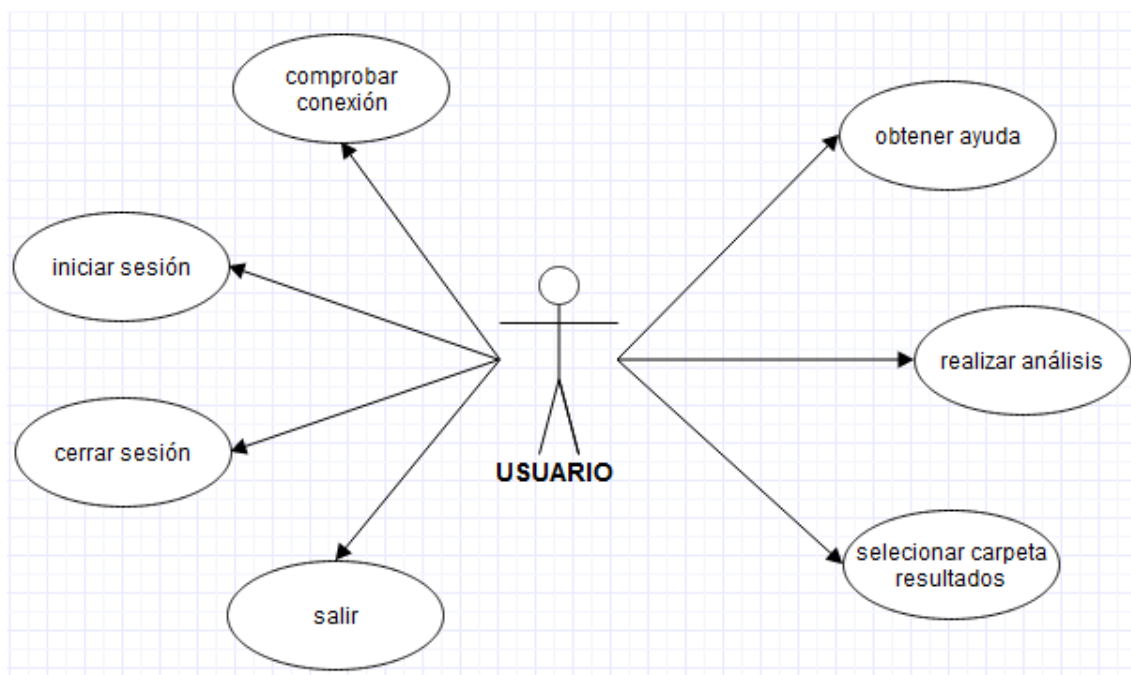 comprobar
conexión
obtener ayuda
iniciar sesión
realizar análisis
cerrar sesión
USUARIO
selecionar carpeta
resultados
salir